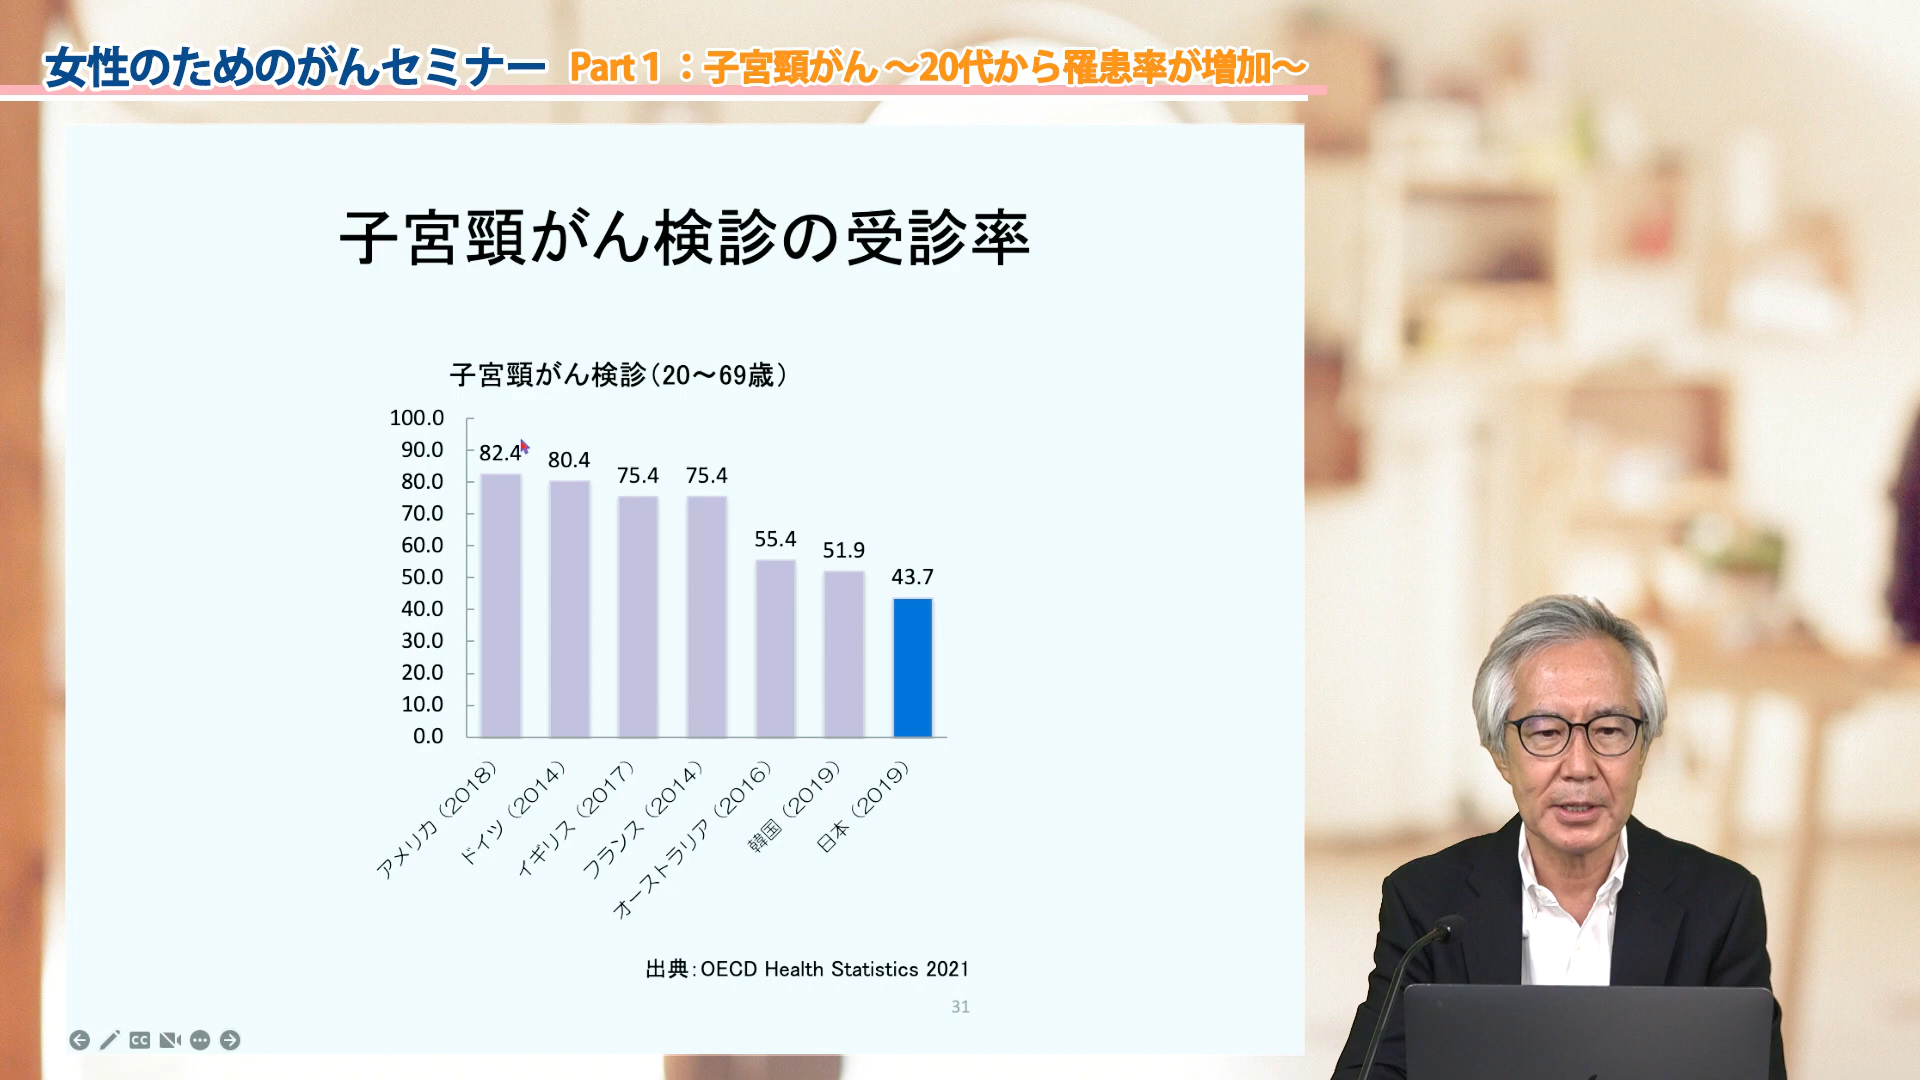 女性のためのがんセミナー Part 1：子宮頸がん ～20代から罹患率が増加～
子宮頸がん検診の受診率
子宮頸がん検診（20～69歳）
100.0
90.0
80.0
70.0
60.0
50.0
40.0
30.0
20.0
10.0
0.0
82.4
80.4
75.4
75.4
55.4
51.9
43.7
アメリカ（2018）
ドイツ（2014）
イギリス（2017）
フランス（2014）
オーストラリア（2016）
韓国（2019）
日本（2019）
出典：OECD Health Statistics 2021
31
CC